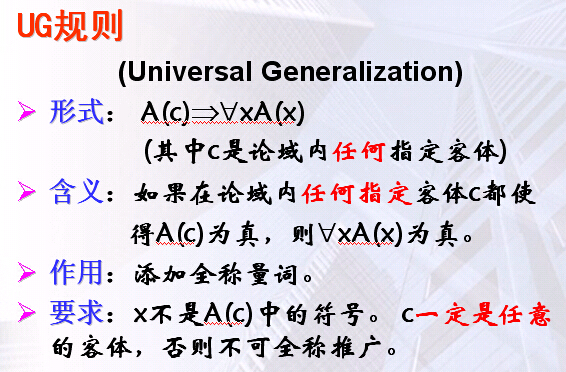 UG规则
(Universal Generalization)
形式： A(c)⇒∀xA(x)
(其中c是论域内任何指定客体)
含义：如果在论域内任何指定客体c都使
得A(c)为真，则∀xA(x)为真。
作用：添加全称量词。
要求：x不是A(c)中的符号。 c一定是任意
的客体，否则不可全称推广。